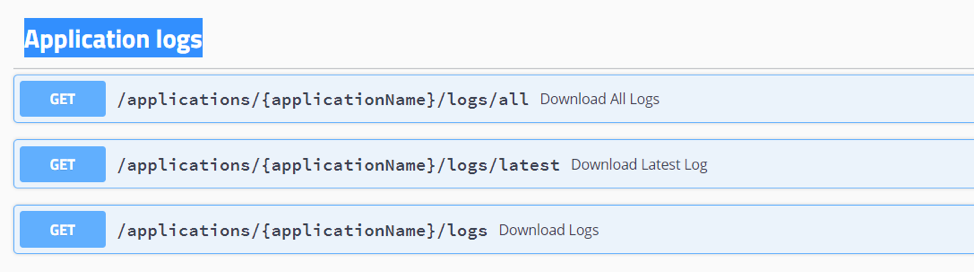 Application logs
GET /applications/{applicationName}/logs/all Download All Logs
GET /applications/{applicationName}/logs/latest Download Latest Log
GET /applications/{applicationName}/logs Download Logs